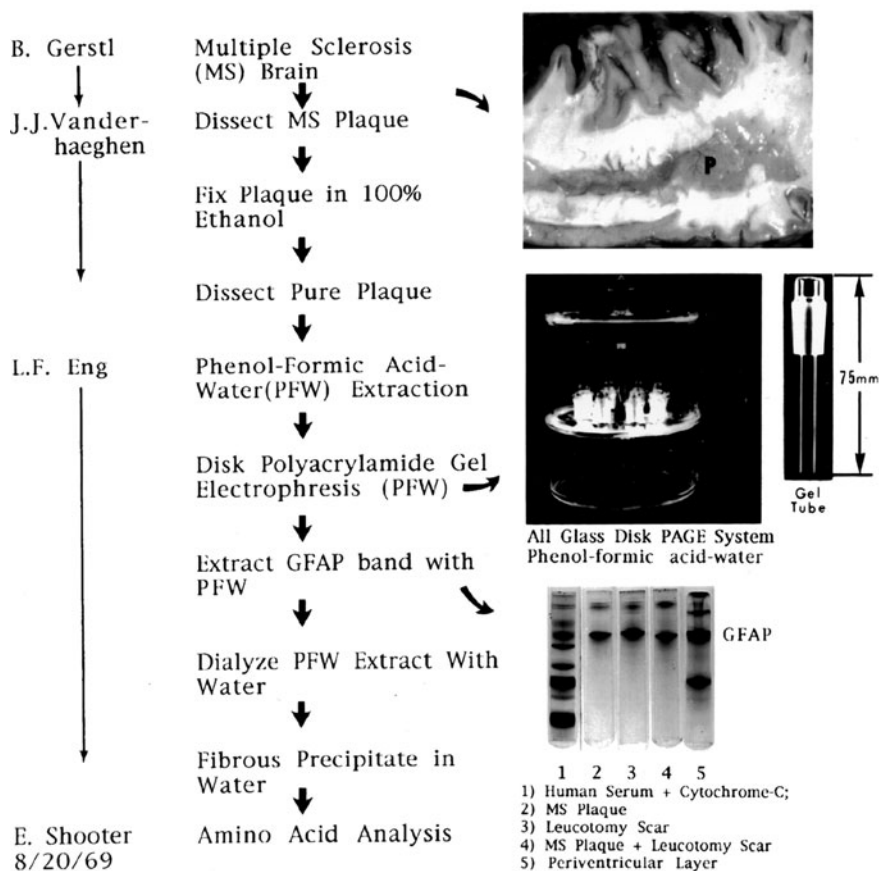 B. Gerstl
J.J.Vander-
haeghen
L.F. Eng
E. Shooter
8/20/69
Multiple Sclerosis
(MS) Brain
Dissect MS Plaque
Fix Plaque in 100%
Ethanol
Dissect Pure Plaque
Phenol-Formic Acid-
Water(PFW) Extraction
Disk Polyacrylamide Gel
Electrophresis (PFW)
Extract GFAP band with
PFW
Dialyze PFW Extract With
Water
Fibrous Precipitate in
Water
Amino Acid Analysis
P
75mm
Gel
Tube
All Glass Disk PAGE System
Phenol-formic acid-water
GFAP
1 2 3 4 5
1) Human Serum + Cytochrome-C;
2) MS Plaque
3) Leucotomy Scar
4) MS Plaque + Leucotomy Scar
5) Periventricular Layer